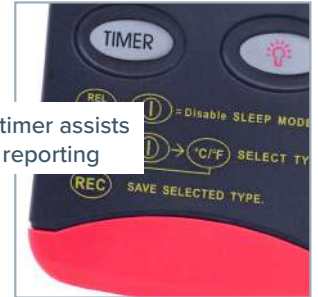 TIMER
REL
= Disable SLEEP MODE
timer assists
reporting
→ °C/°F SELECT TY
REC SAVE SELECTED TYPE.